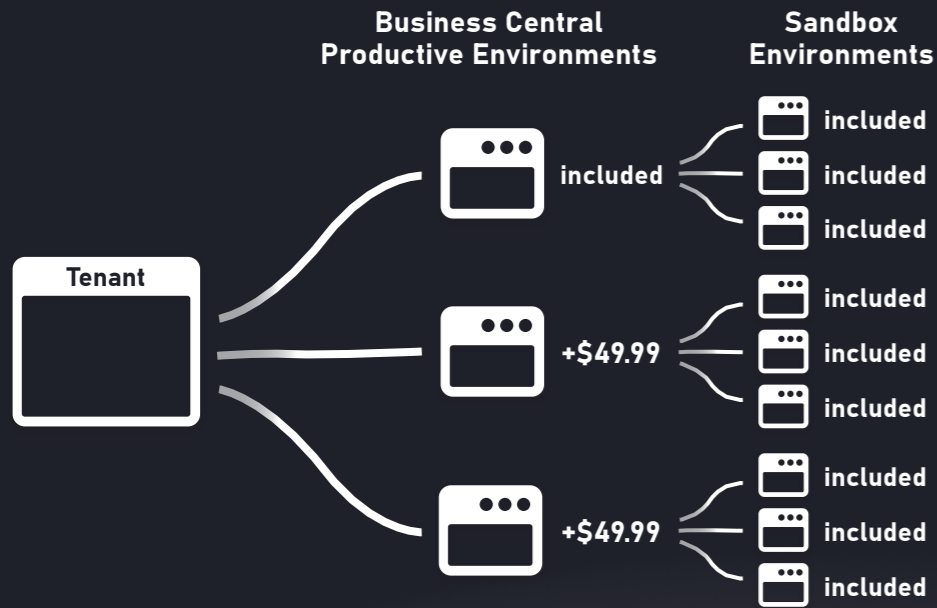 Business Central
Productive Environments
Sandbox
Environments
Tenant
included
included
included
included
+$49.99
included
included
included
+$49.99
included
included
included